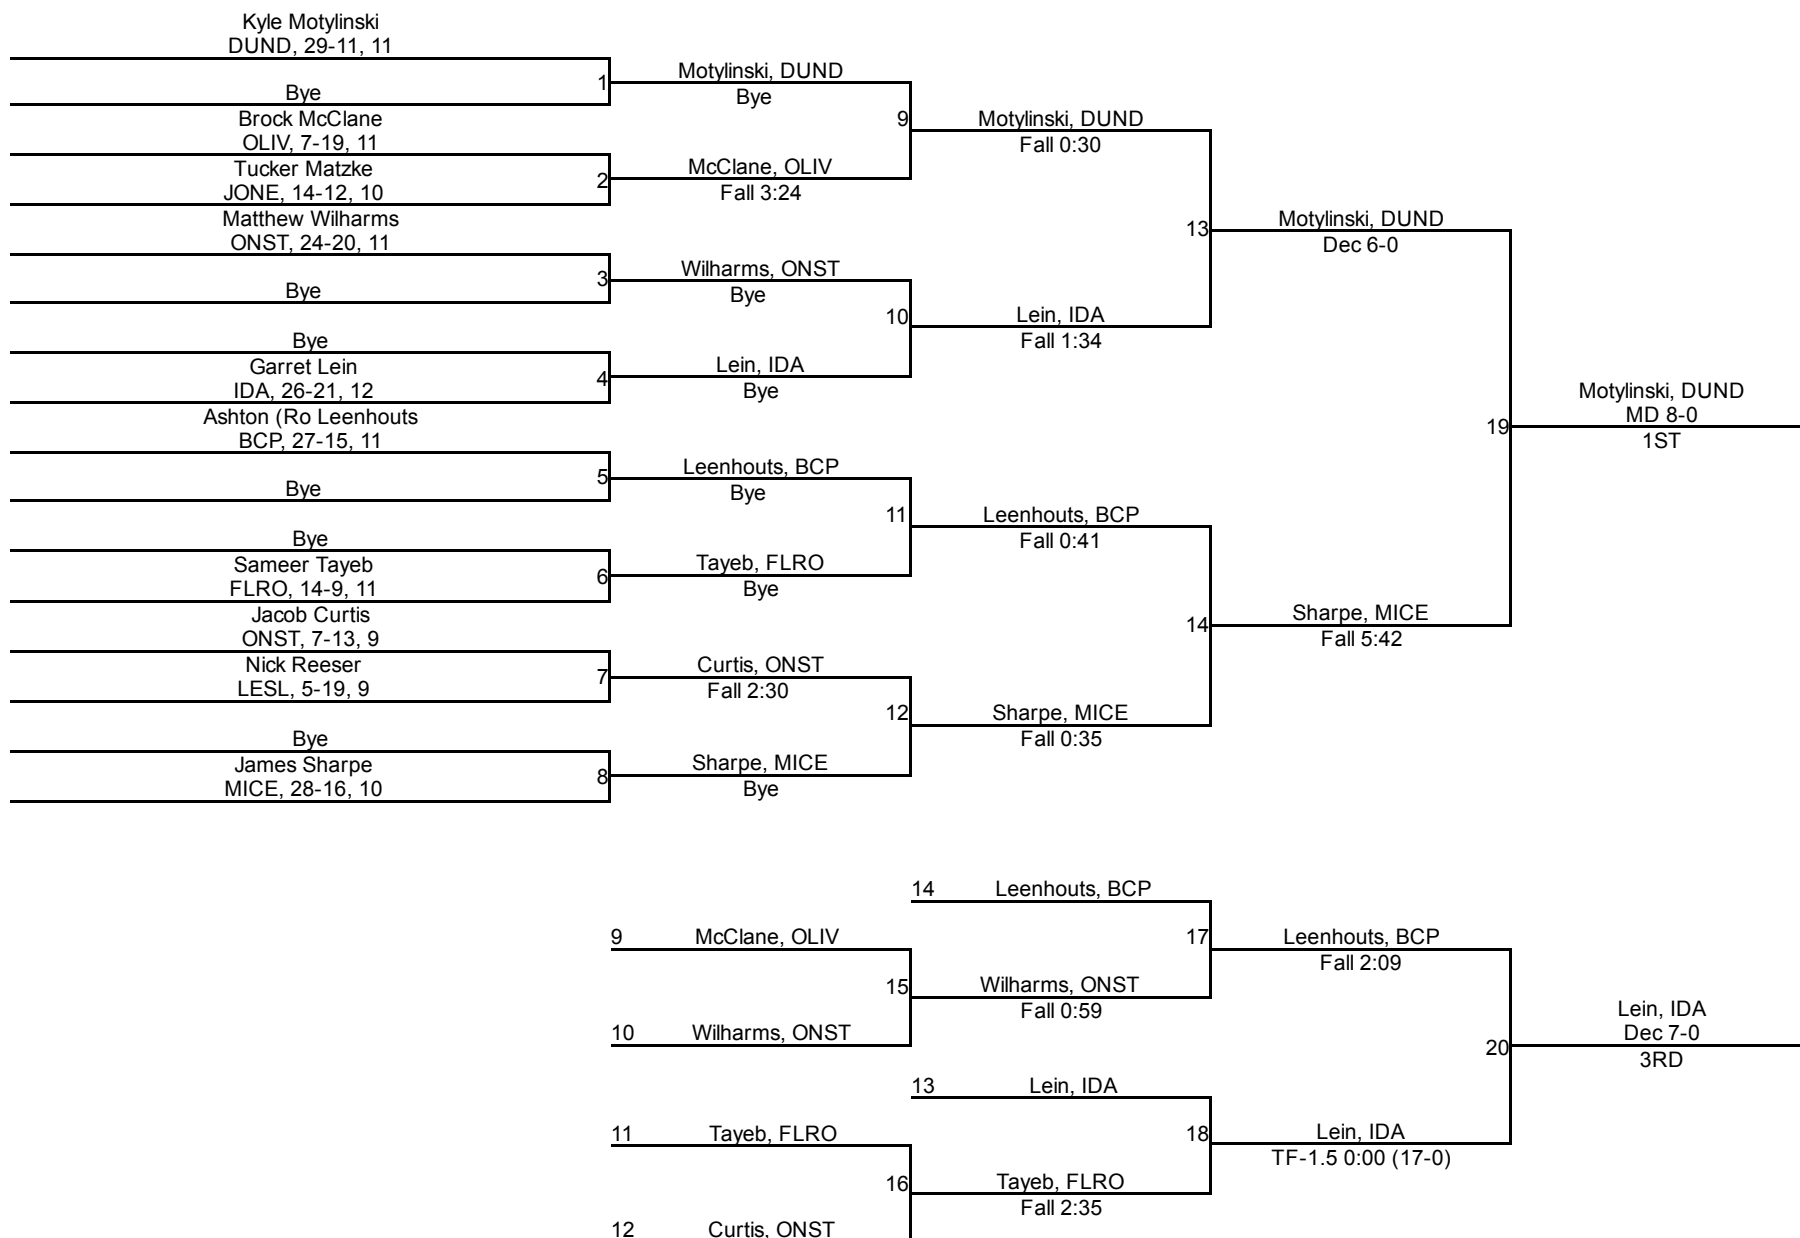 Kyle Motylinski
DUND, 29-11, 11
Bye
1
Brock McClane
OLIV, 7-19, 11
Tucker Matzke
JONE, 14-12, 10
2
Matthew Wilharms
ONST, 24-20, 11
Bye
3
Bye
Garret Lein
IDA, 26-21, 12
4
Ashton (Ro Leenhouts
BCP, 27-15, 11
Bye
5
Bye
Sameer Tayeb
FLRO, 14-9, 11
6
Jacob Curtis
ONST, 7-13, 9
Nick Reeser
LESL, 5-19, 9
7
Bye
James Sharpe
MICE, 28-16, 10
8
Motylinski, DUND
Bye
9
McClane, OLIV
Fall 3:24
Wilharms, ONST
Bye
10
Lein, IDA
Bye
Leenhouts, BCP
Bye
11
Tayeb, FLRO
Bye
Curtis, ONST
Fall 2:30
12
Sharpe, MICE
Bye
Motylinski, DUND
Fall 0:30
13
Lein, IDA
Fall 1:34
Leenhouts, BCP
Fall 0:41
14
Sharpe, MICE
Fall 0:35
Motylinski, DUND
Dec 6-0
19
Sharpe, MICE
Fall 5:42
Motylinski, DUND
MD 8-0
1ST
14 Leenhouts, BCP
9 McClane, OLIV
15
10 Wilharms, ONST
17
Wilharms, ONST
Fall 0:59
Leenhouts, BCP
Fall 2:09
13 Lein, IDA
11 Tayeb, FLRO
16
12 Curtis, ONST
18
Tayeb, FLRO
Fall 2:35
Lein, IDA
TF-1.5 0:00 (17-0)
20
Lein, IDA
Dec 7-0
3RD